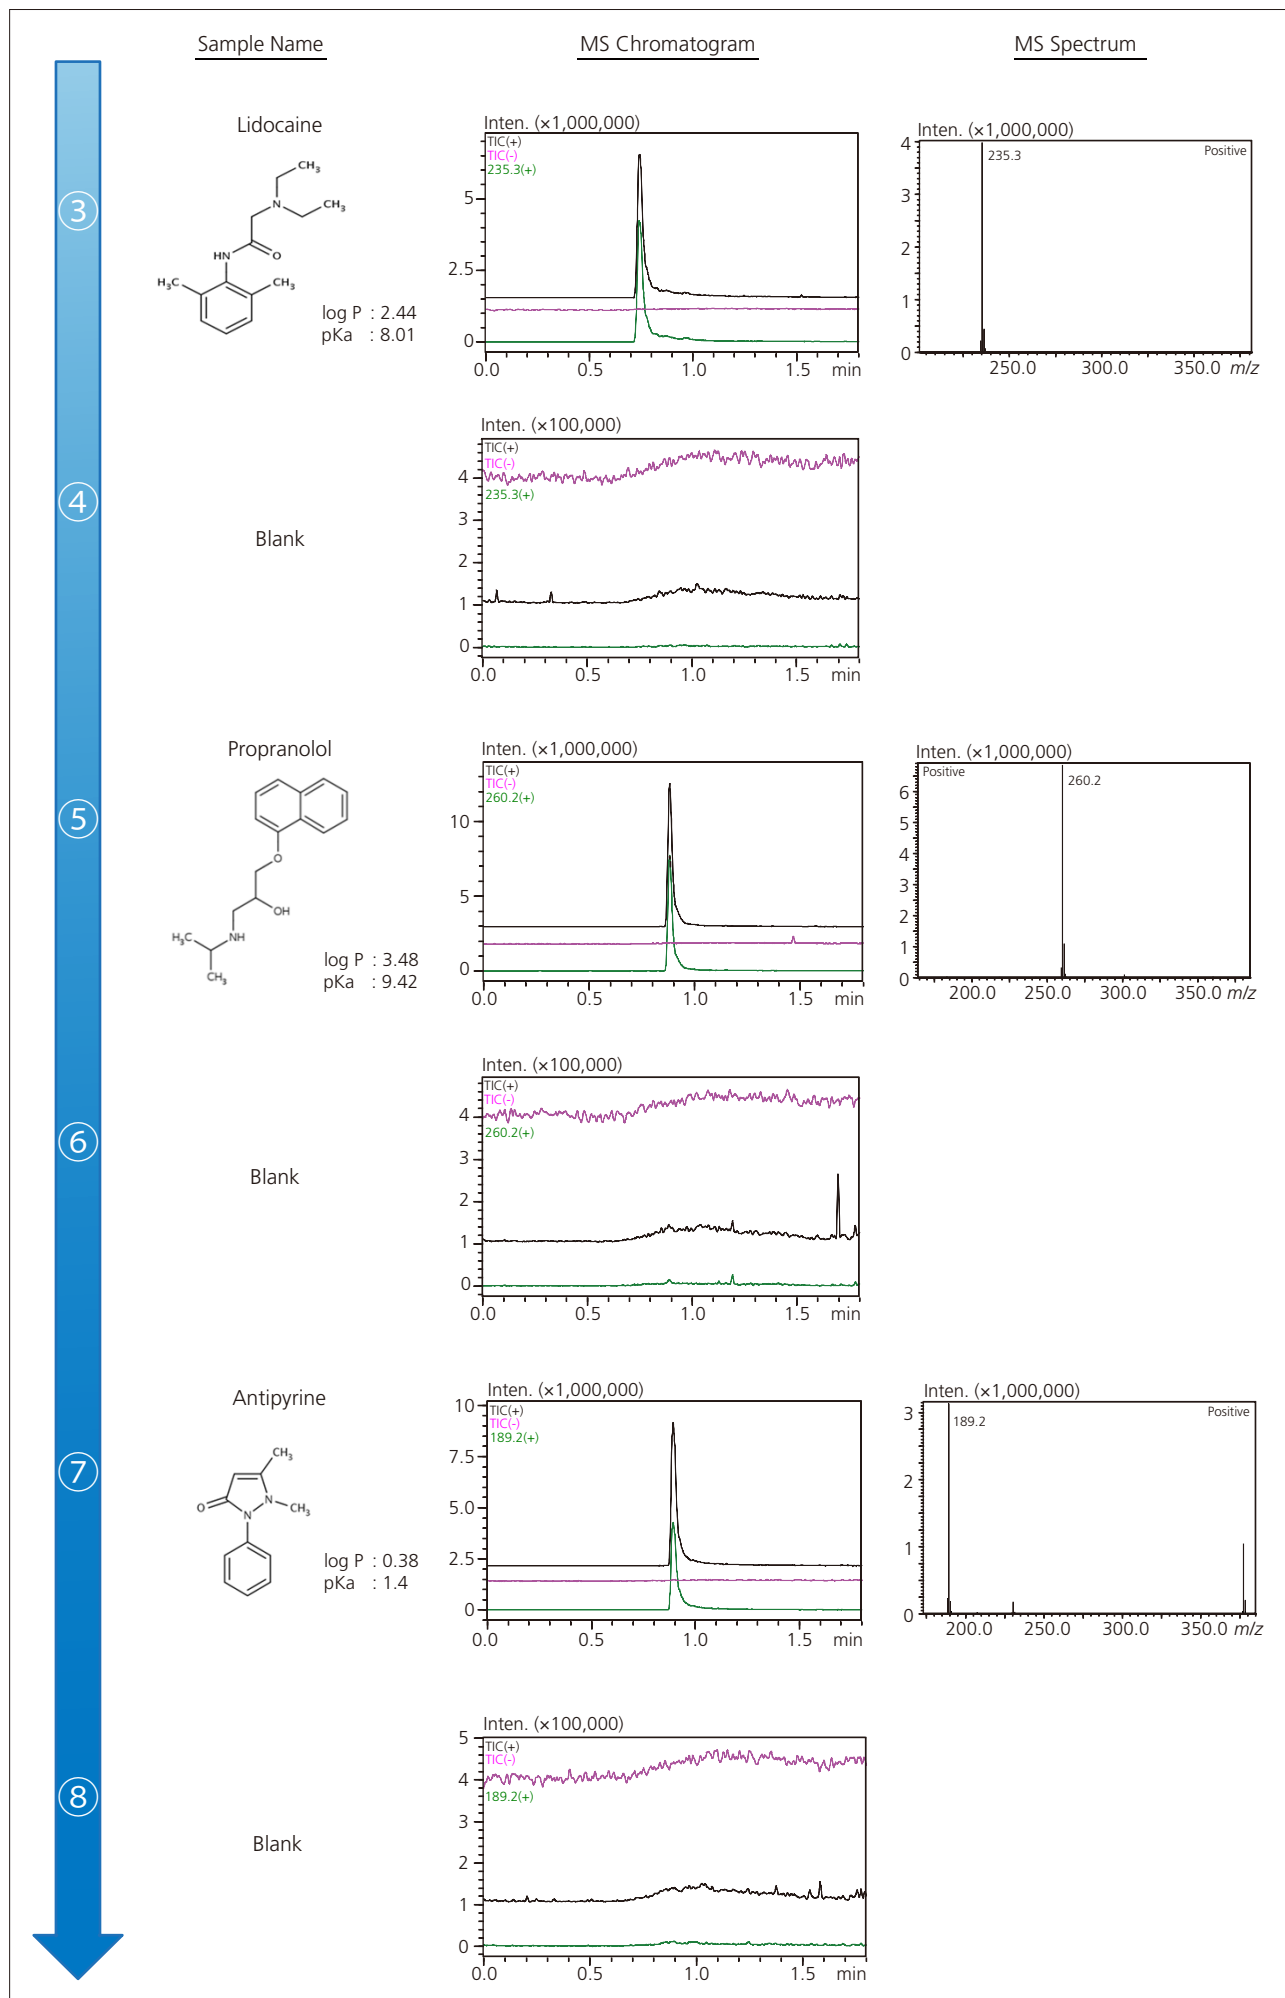 Sample Name
MS Chromatogram
MS Spectrum
③
Lidocaine
CH₃
N
CH₃
HN
O
H₃C
CH₃
log P : 2.44
pKa : 8.01
Inten. (×1,000,000)
TIC(+)
TIC(-)
235.3(+)
5
2.5
0
0.0 0.5 1.0 1.5 min
Inten. (×1,000,000)
Positive
235.3
4
3
2
1
0
250.0 300.0 350.0 m/z
④
Blank
Inten. (×100,000)
TIC(+)
TIC(-)
235.3(+)
4
3
2
1
0
0.0 0.5 1.0 1.5 min
⑤
Propranolol
O
OH
H₃C
NH
CH₃
log P : 3.48
pKa : 9.42
Inten. (×1,000,000)
TIC(+)
TIC(-)
260.2(+)
10
5
0
0.0 0.5 1.0 1.5 min
Inten. (×1,000,000)
Positive
260.2
6
5
4
3
2
1
0
200.0 250.0 300.0 350.0 m/z
⑥
Blank
Inten. (×100,000)
TIC(+)
TIC(-)
260.2(+)
4
3
2
1
0
0.0 0.5 1.0 1.5 min
⑦
Antipyrine
CH₃
O
N
N
CH₃
log P : 0.38
pKa : 1.4
Inten. (×1,000,000)
TIC(+)
TIC(-)
189.2(+)
10
7.5
5.0
2.5
0
0.0 0.5 1.0 1.5 min
Inten. (×1,000,000)
Positive
189.2
3
2
1
0
200.0 250.0 300.0 350.0 m/z
⑧
Blank
Inten. (×100,000)
TIC(+)
TIC(-)
189.2(+)
5
4
3
2
1
0
0.0 0.5 1.0 1.5 min